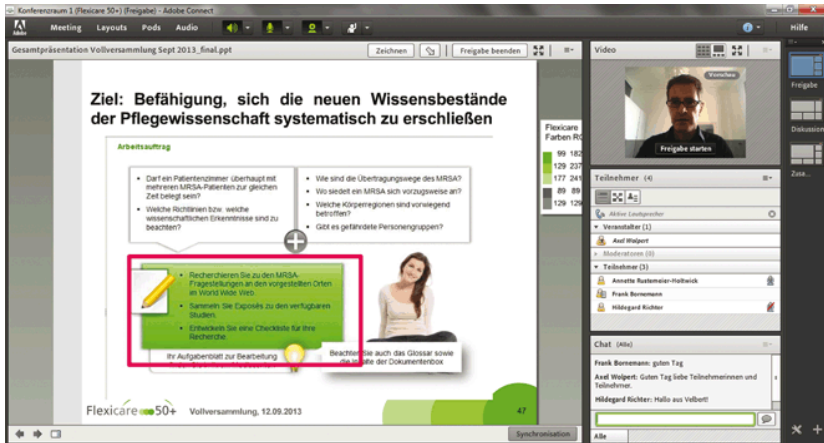 Konferenzraum 1 (Flexicare 50+) (Freigabe) - Adobe Connect
Adobe
Meeting Layouts Pods Audio
Hilfe
Gesamtpräsentation Vollversammlung Sept 2013_final.ppt
Zeichnen
Freigabe beenden
Ziel: Befähigung, sich die neuen Wissensbestände
der Pflegewissenschaft systematisch zu erschließen
Arbeitsauftrag
• Darf ein Patientenzimmer überhaupt mit
mehreren MRSA-Patienten zur gleichen
Zeit belegt sein?
• Welche Richtlinien bzw. welche
wissenschaftlichen Erkenntnisse sind zu
beachten?
• Wie sind die Übertragungswege des MRSA?
• Wo siedelt ein MRSA sich vorzugsweise an?
• Welche Körperregionen sind vorwiegend
betroffen?
• Gibt es gefährdete Personengruppen?
• Recherchieren Sie zu den MRSA-
Fragestellungen an den vorgestellten Orten
im World Wide Web.
• Sammeln Sie Exposés zu den verfügbaren
Studien.
• Entwickeln Sie eine Checkliste für Ihre
Recherche.
Ihr Aufgabenblatt zur Bearbeitung
Beachten Sie auch das Glossar sowie
die Inhalte der Dokumentenbox
Flexicare 50+
Vollversammlung, 12.09.2013
47
Flexicare
Farben RG
99 182
129 237
177 241
89 89
129 129
Synchronisation
Video
Vorschau
Freigabe starten
Teilnehmer (4)
Aktive Lautsprecher
Veranstalter (1)
Axel Wolpert
Moderatoren (0)
Teilnehmer (3)
Annette Rustemeier-Holtwick
Frank Bornemann
Hildegard Richter
Chat (Alle)
Frank Bornemann: guten Tag
Axel Wolpert: Guten Tag liebe Teilnehmerinnen und
Teilnehmer.
Hildegard Richter: Hallo aus Velbert!
Alle
Freigabe
Diskussion
Zusa...